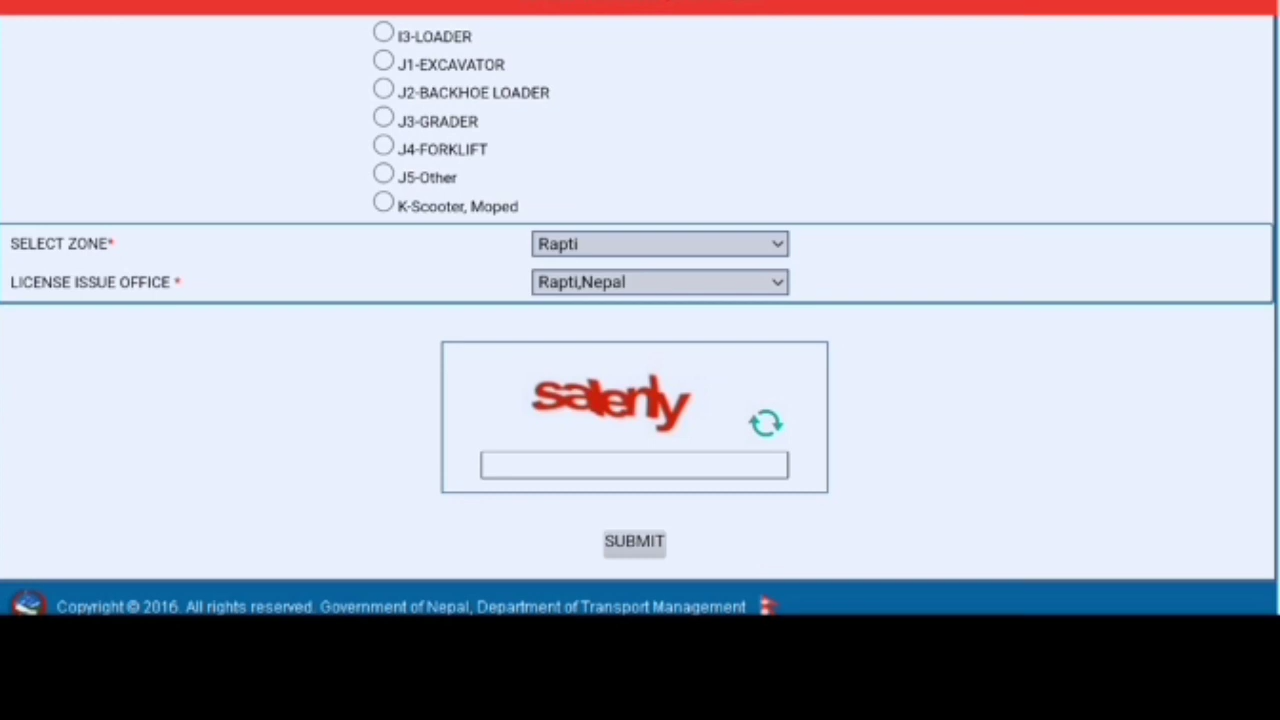 I3-LOADER
J1-EXCAVATOR
J2-BACKHOE LOADER
J3-GRADER
J4-FORKLIFT
J5-Other
K-Scooter, Moped
SELECT ZONE*
Rapti
LICENSE ISSUE OFFICE *
Rapti,Nepal
SUBMIT
Copyright © 2016. All rights reserved. Government of Nepal, Department of Transport Management